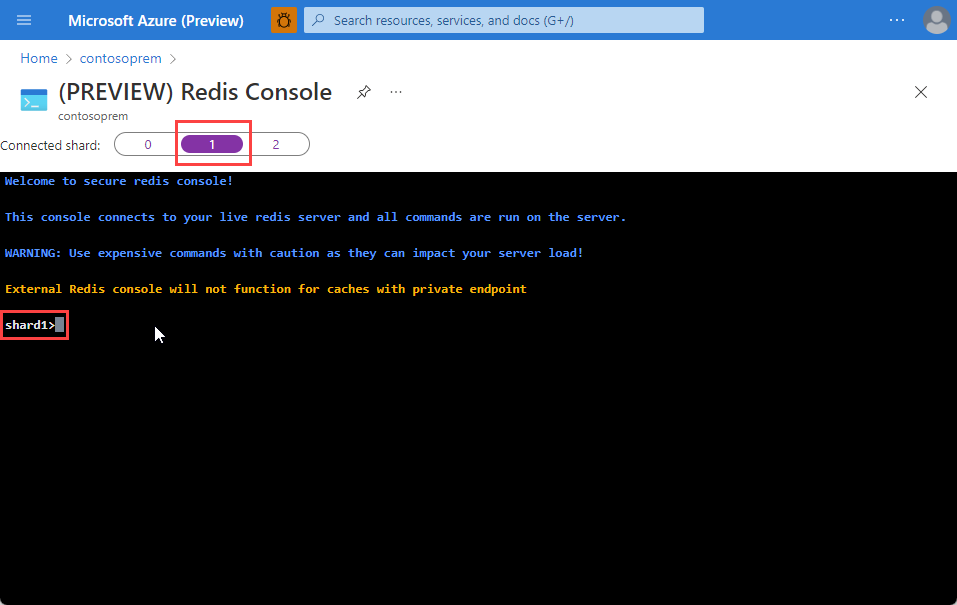 Microsoft Azure (Preview)
Search resources, services, and docs (G+/)
Home
contosoprem
(PREVIEW) Redis Console
contosoprem
Connected shard: 0 1 2
Welcome to secure redis console!
This console connects to your live redis server and all commands are run on the server.
WARNING: Use expensive commands with caution as they can impact your server load!
External Redis console will not function for caches with private endpoint
shard1>